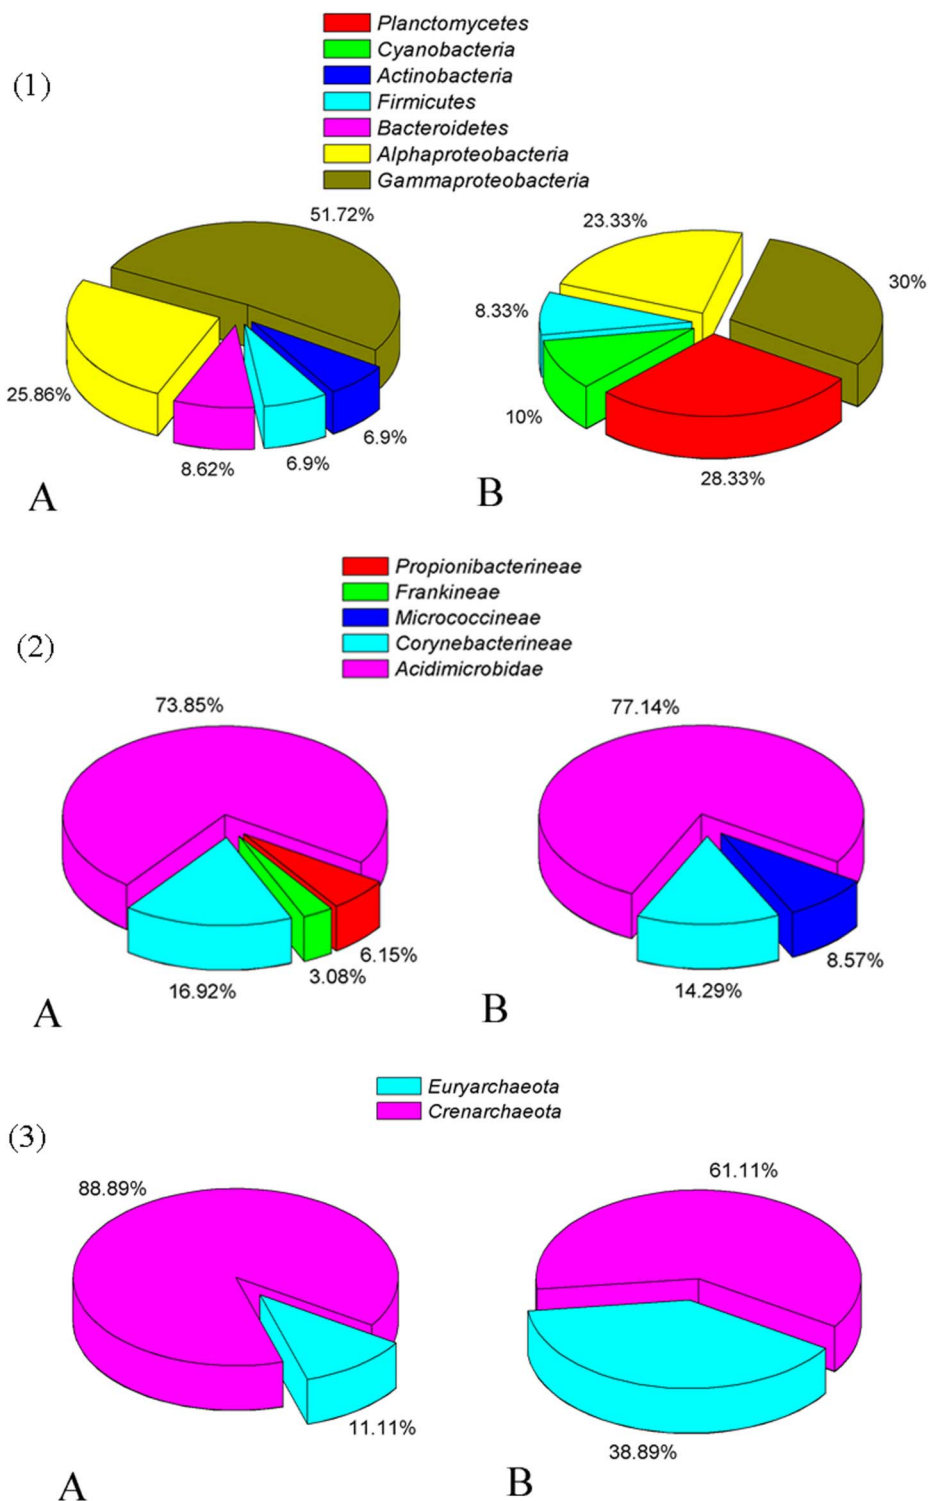 (1)
Planctomycetes
Cyanobacteria
Actinobacteria
Firmicutes
Bacteroidetes
Alphaproteobacteria
Gammaproteobacteria
51.72%
25.86%
8.62%
6.9%
6.9%
A
23.33%
30%
8.33%
10%
28.33%
B
(2)
Propionibacterineae
Frankineae
Micrococcineae
Corynebacterineae
Acidimicrobidae
73.85%
6.15%
3.08%
16.92%
A
77.14%
8.57%
14.29%
B
(3)
Euryarchaeota
Crenarchaeota
88.89%
11.11%
A
61.11%
38.89%
B